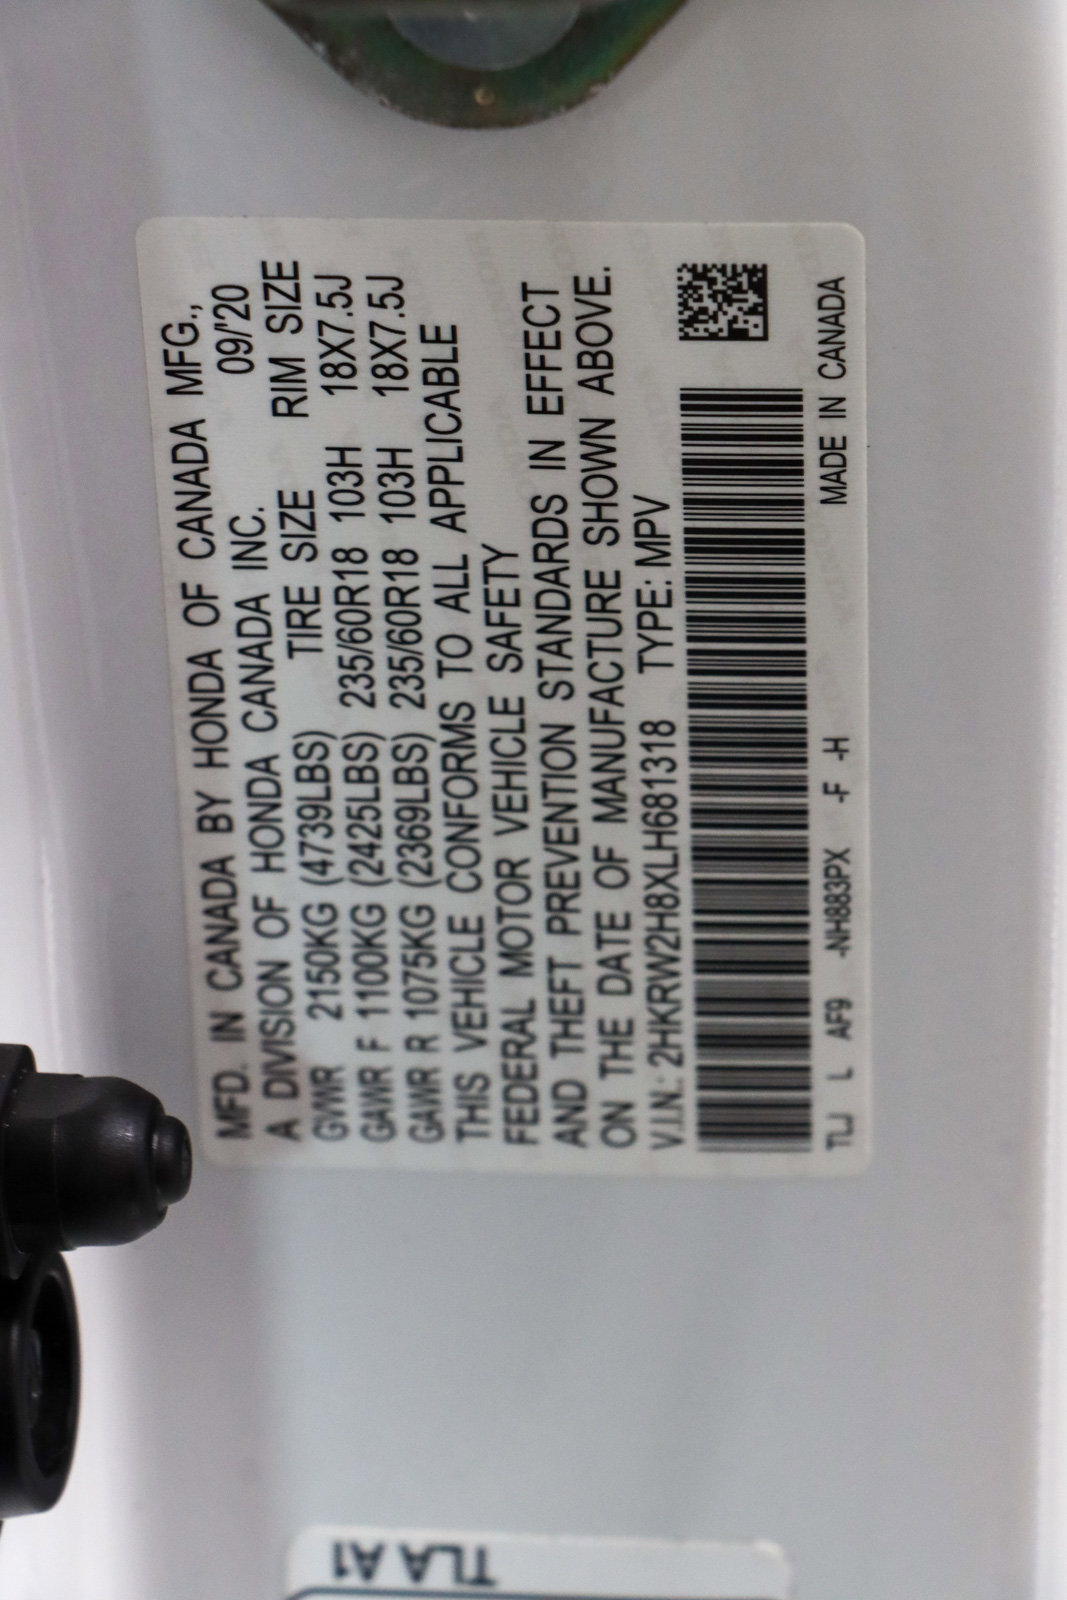 MFD. IN CANADA BY HONDA OF CANADA MFG.,
A DIVISION OF HONDA CANADA INC. 09/'20
TIRE SIZE RIM SIZE
GVWR 2150KG (4739LBS)
GAWR F 1100KG (2425LBS) 235/60R18 103H 18X7.5J
GAWR R 1075KG (2369LBS) 235/60R18 103H 18X7.5J
THIS VEHICLE CONFORMS TO ALL APPLICABLE
FEDERAL MOTOR VEHICLE SAFETY
AND THEFT PREVENTION STANDARDS IN EFFECT
ON THE DATE OF MANUFACTURE SHOWN ABOVE.
V.I.N.: 2HKRW2H8XLH681318 TYPE: MPV
TLJ L AF9 -NH883PX -F -H MADE IN CANADA
TLA A1